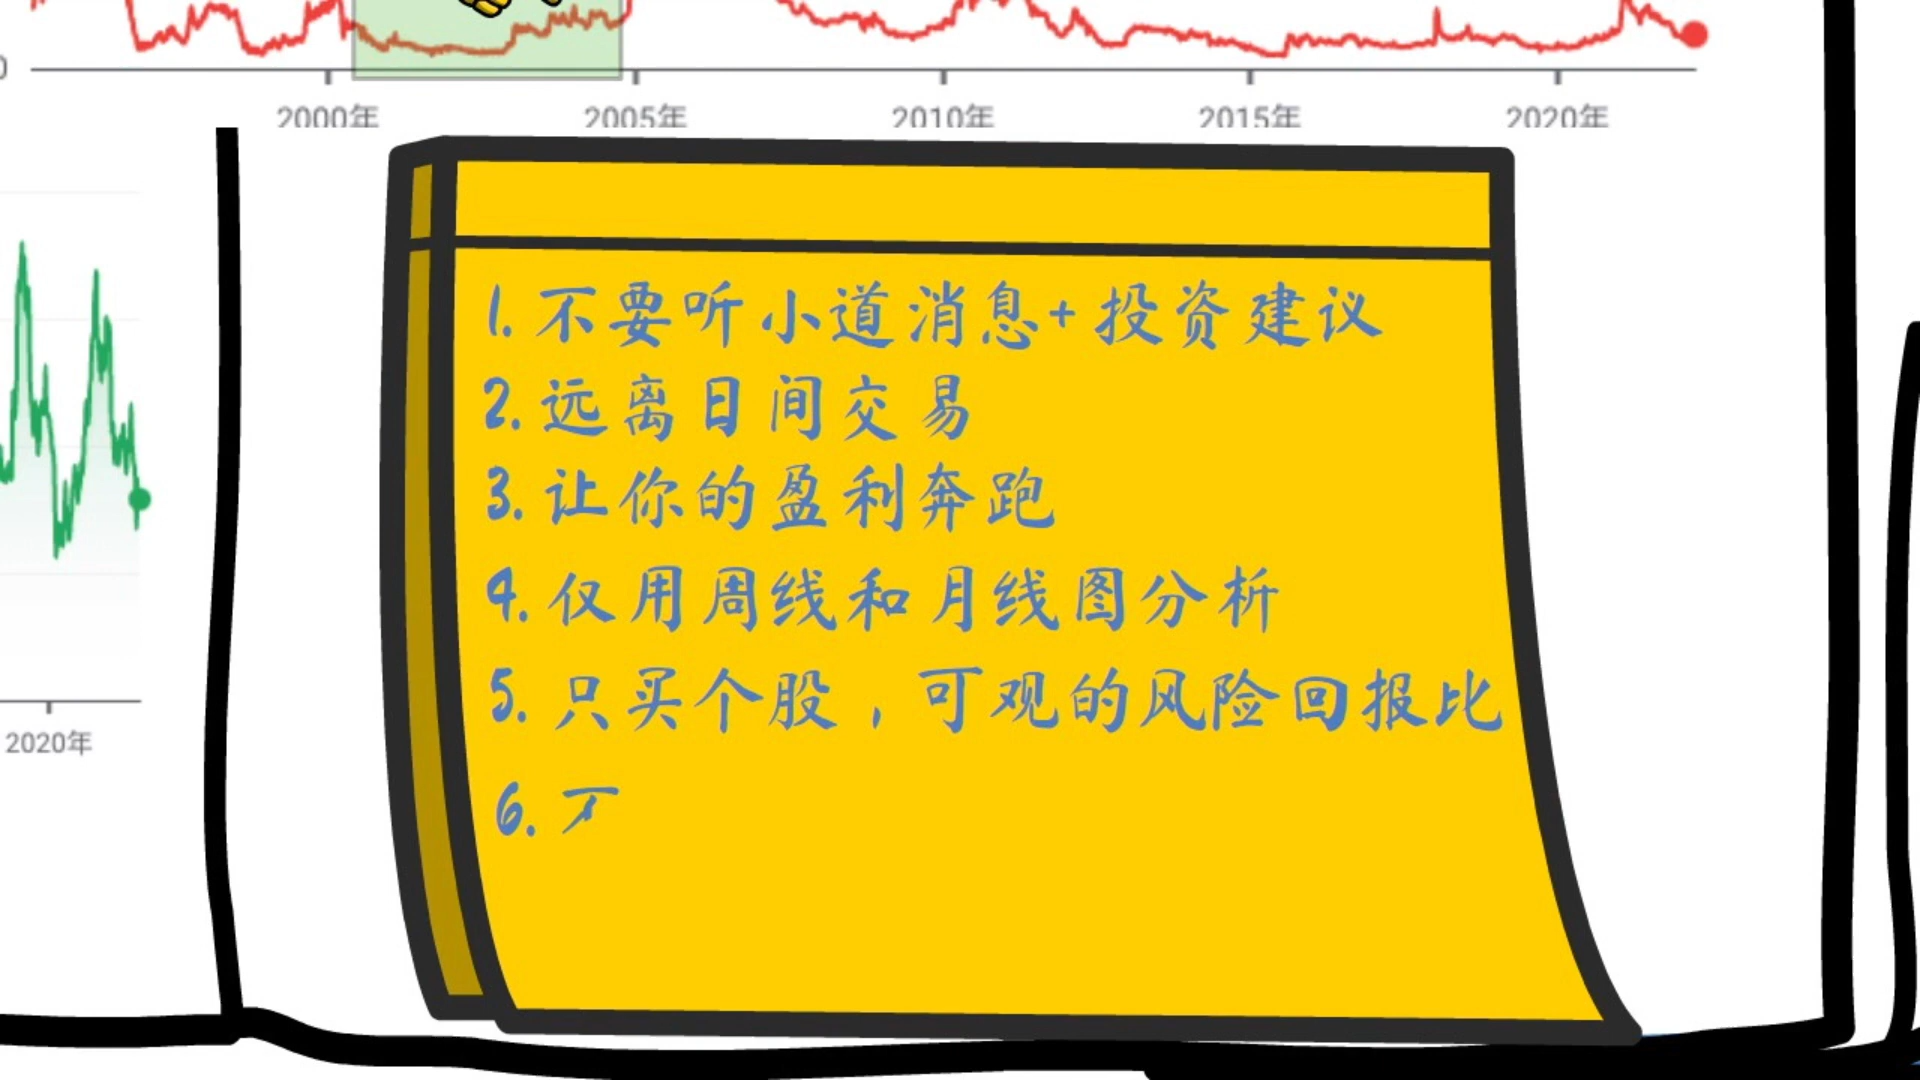 0
2000年 2005年 2010年 2015年 2020年
1. 不要听小道消息+投资建议
2. 远离日间交易
3. 让你的盈利奔跑
4. 仅用周线和月线图分析
5. 只买个股，可观的风险回报比
6.
2020年